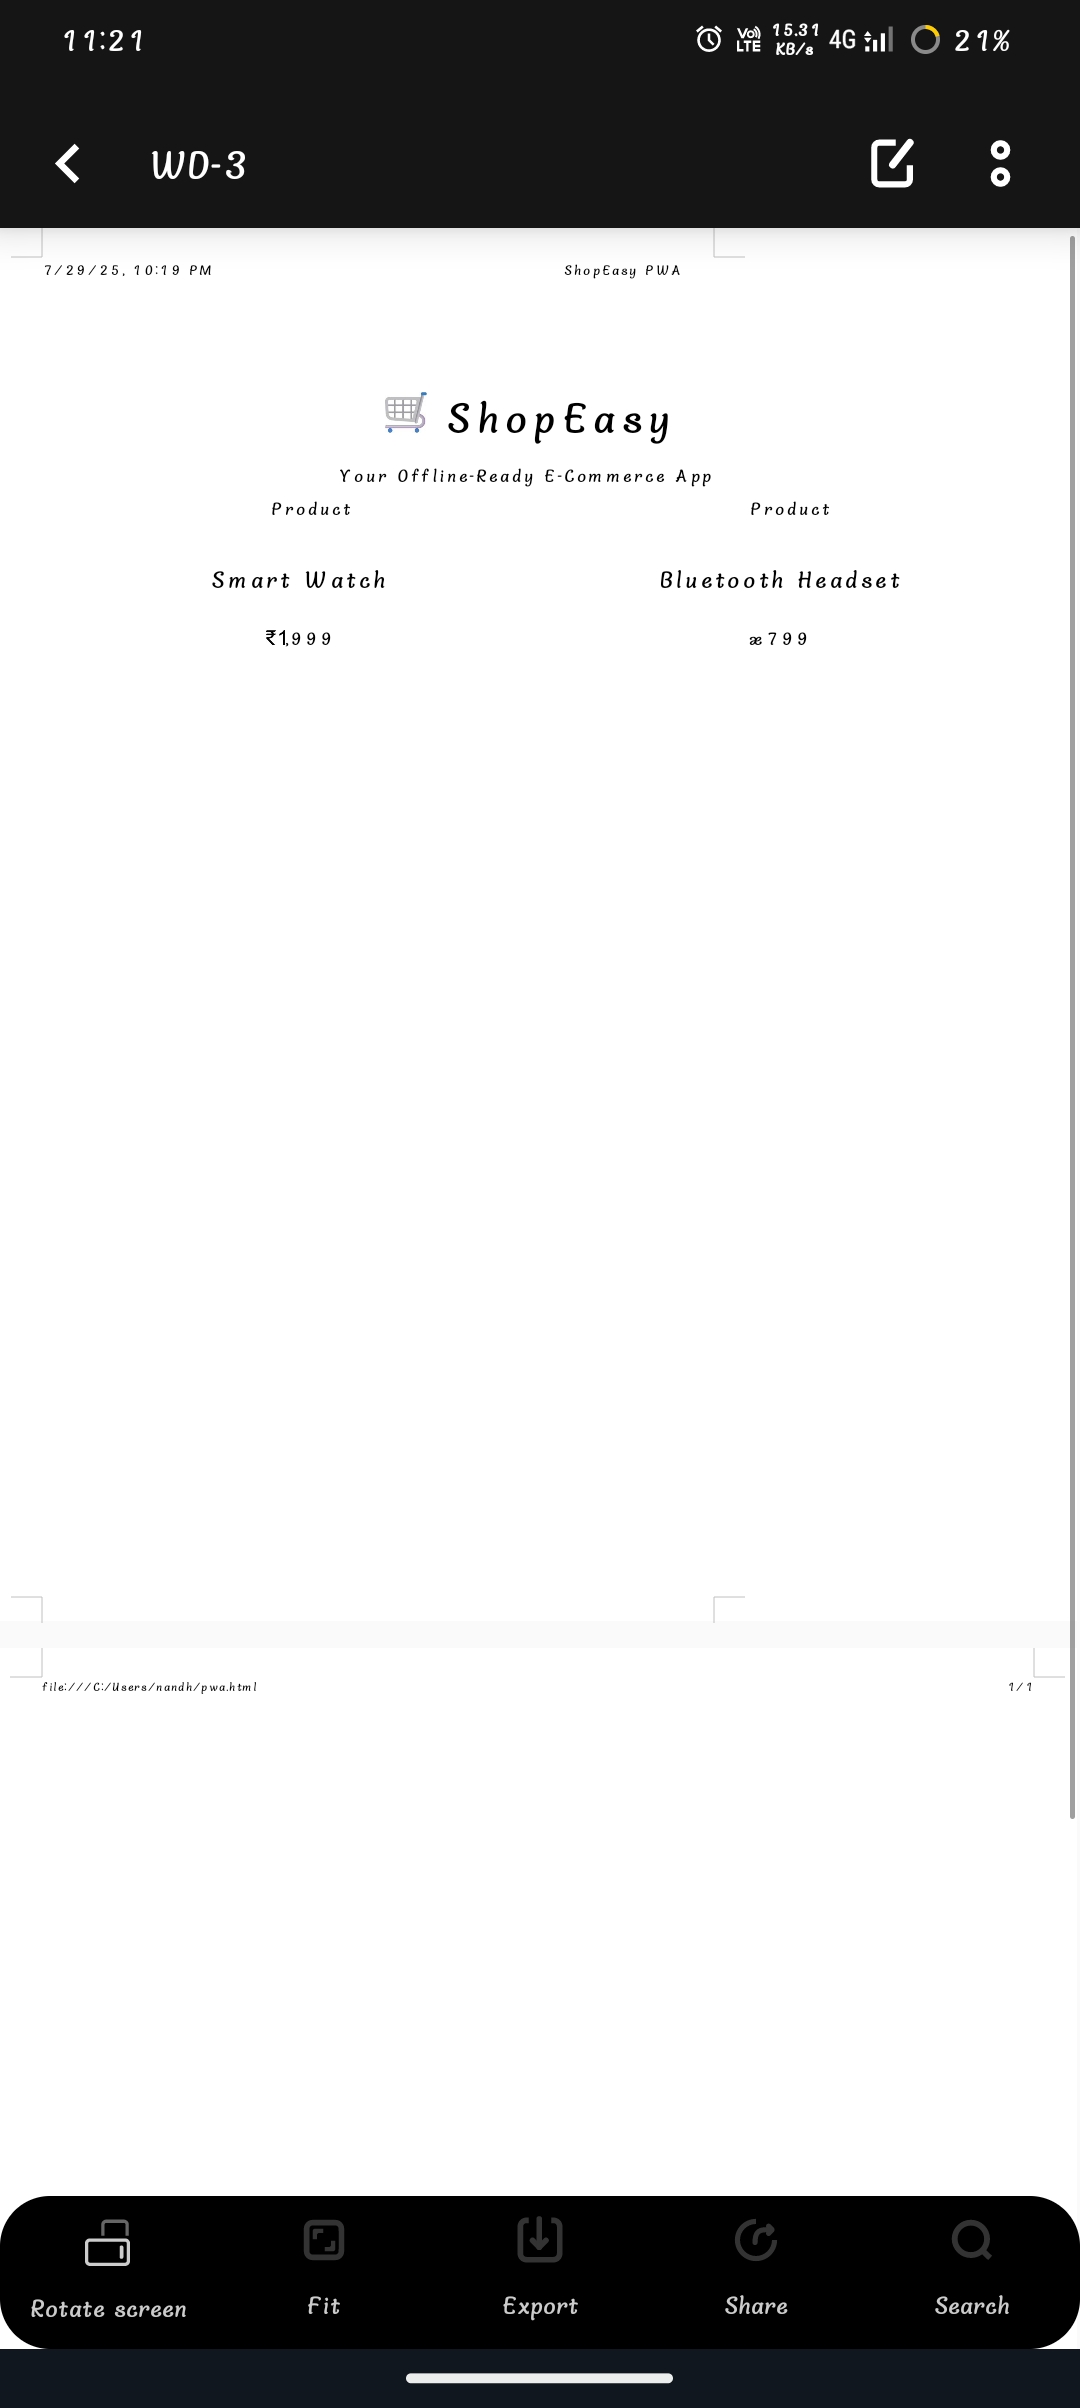 11:21
Vo)) LTE 15.31 KB/s 4G 21%
WD-3
7/29/25, 10:19 PM ShopEasy PWA
ShopEasy
Your Offline-Ready E-Commerce App
Product Product
Smart Watch Bluetooth Headset
₹1,999 æ799
file:///C:/Users/nandh/pwa.html 1/1
Rotate screen Fit Export Share Search